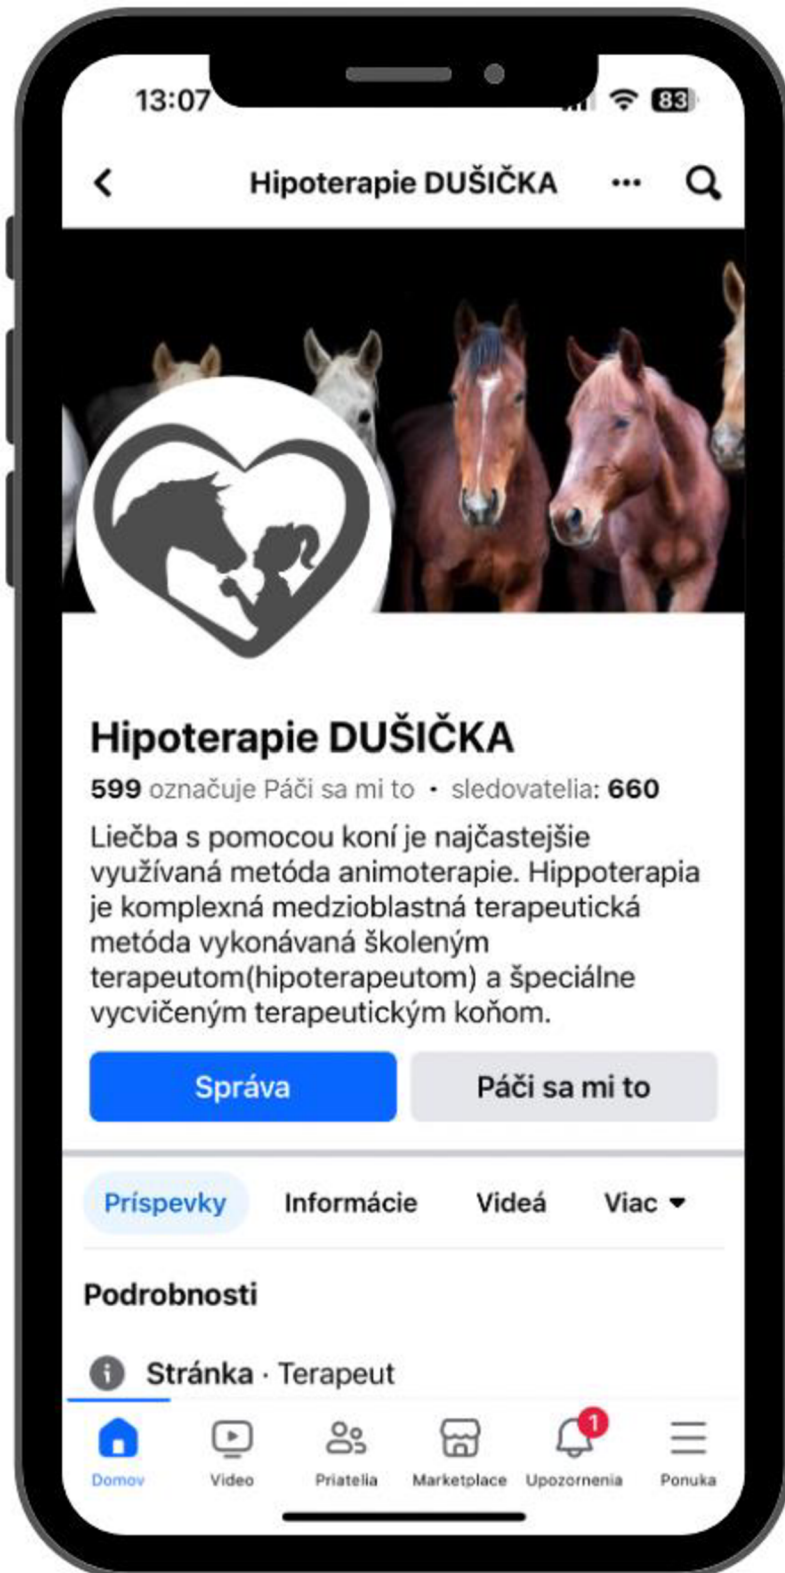 13:07
83
Hipoterapie DUŠIČKA
Hipoterapie DUŠIČKA
599 označuje Páči sa mi to • sledovatelia: 660
Liečba s pomocou koní je najčastejšie
využívaná metóda animoterapie. Hippoterapia
je komplexná medzioblastná terapeutická
metóda vykonávaná školeným
terapeutom(hipoterapeutom) a špeciálne
vycvičeným terapeutickým koňom.
Správa
Páči sa mi to
Príspevky Informácie Videá Viac
Podrobnosti
Stránka · Terapeut
1
Domov Video Priatelia Marketplace Upozornenia Ponuka